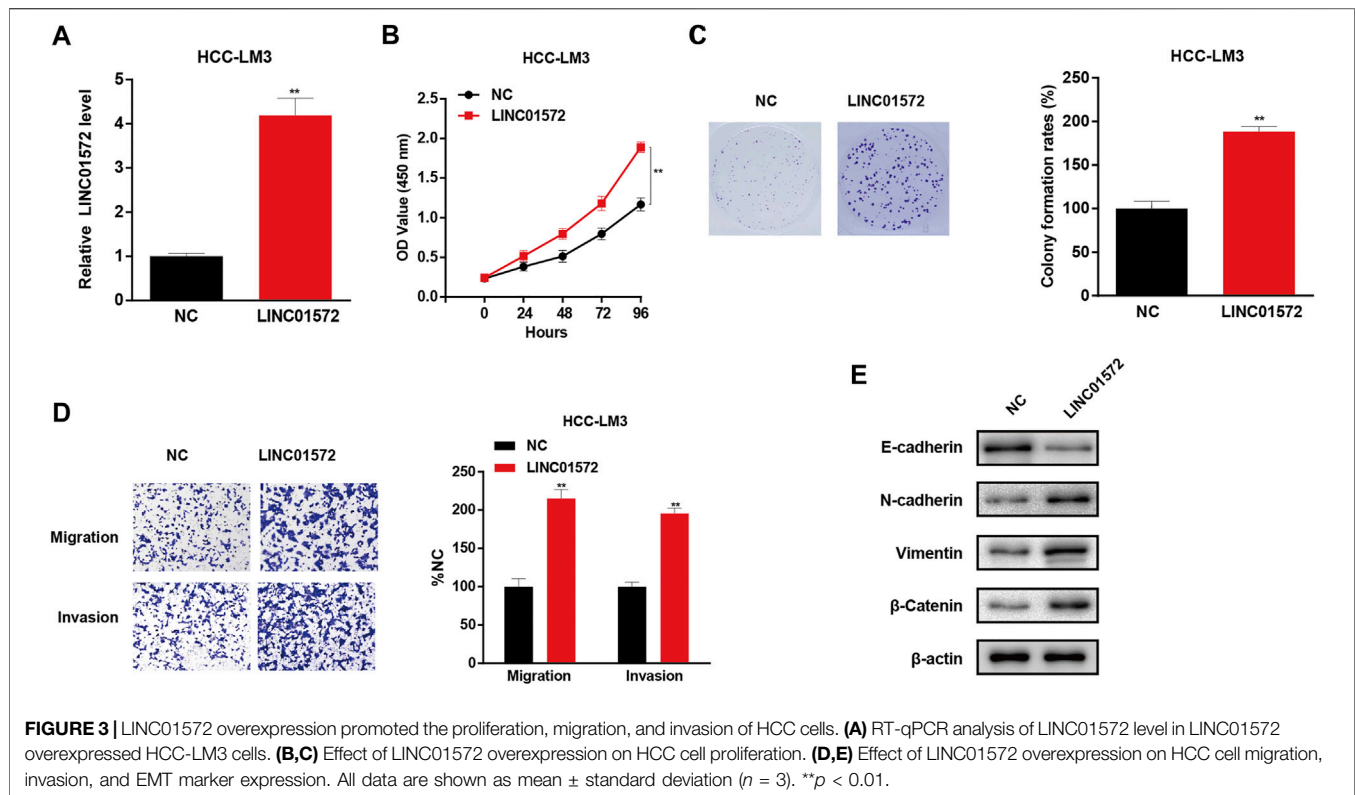 A
HCC-LM3
Relative LINC01572 level
5
4
3
2
1
0
**
NC
LINC01572
B
HCC-LM3
NC
LINC01572
OD Value (450 nm)
2.5
2.0
1.5
1.0
0.5
0.0
**
0 24 48 72 96
Hours
C
NC LINC01572
HCC-LM3
Colony formation rates (%)
250
200
150
100
50
0
**
NC
LINC01572
D
NC LINC01572
Migration
Invasion
HCC-LM3
NC
LINC01572
%NC
250
200
150
100
50
0
**
**
Migration Invasion
E
NC LINC01572
E-cadherin
N-cadherin
Vimentin
β-Catenin
β-actin
FIGURE 3 | LINC01572 overexpression promoted the proliferation, migration, and invasion of HCC cells. (A) RT-qPCR analysis of LINC01572 level in LINC01572
overexpressed HCC-LM3 cells. (B,C) Effect of LINC01572 overexpression on HCC cell proliferation. (D,E) Effect of LINC01572 overexpression on HCC cell migration,
invasion, and EMT marker expression. All data are shown as mean ± standard deviation (n = 3). **p < 0.01.